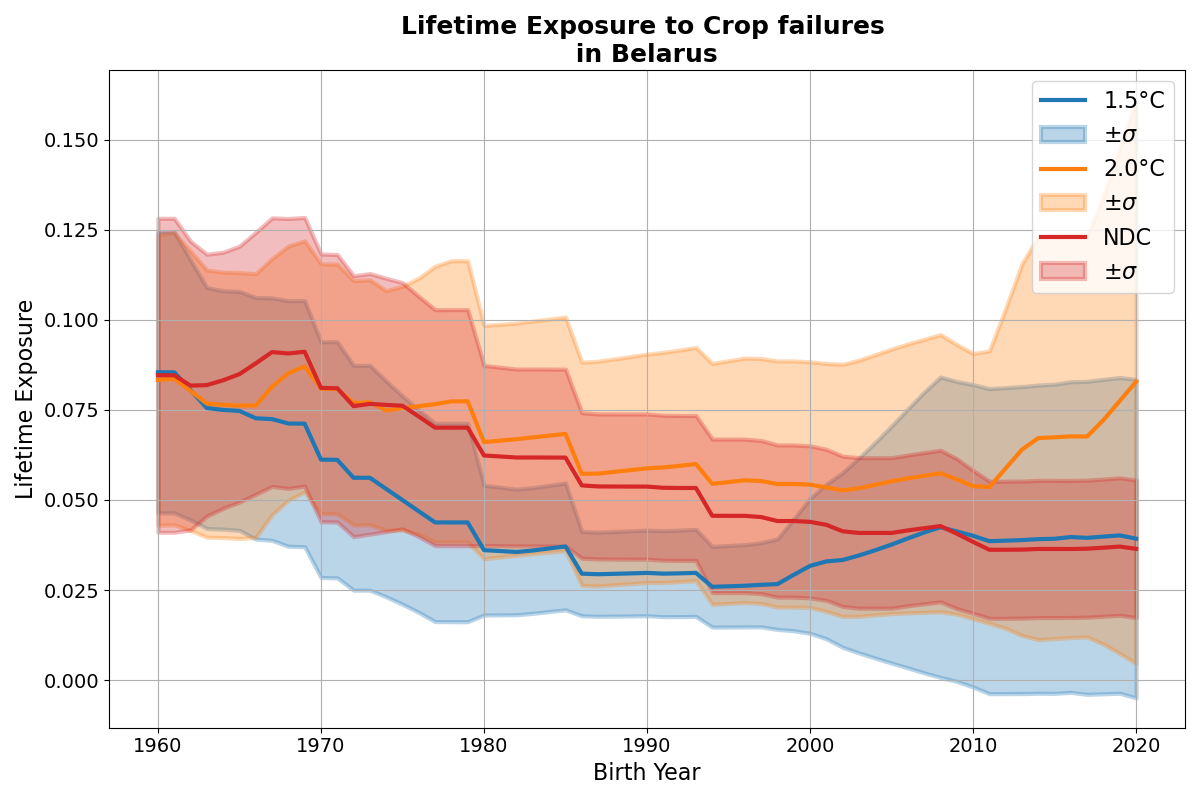 Lifetime Exposure to Crop failures
in Belarus
Lifetime Exposure
0.150
0.125
0.100
0.075
0.050
0.025
0.000
1960
1970
1980
1990
2000
2010
2020
Birth Year
1.5°C
±σ
2.0°C
±σ
NDC
±σ